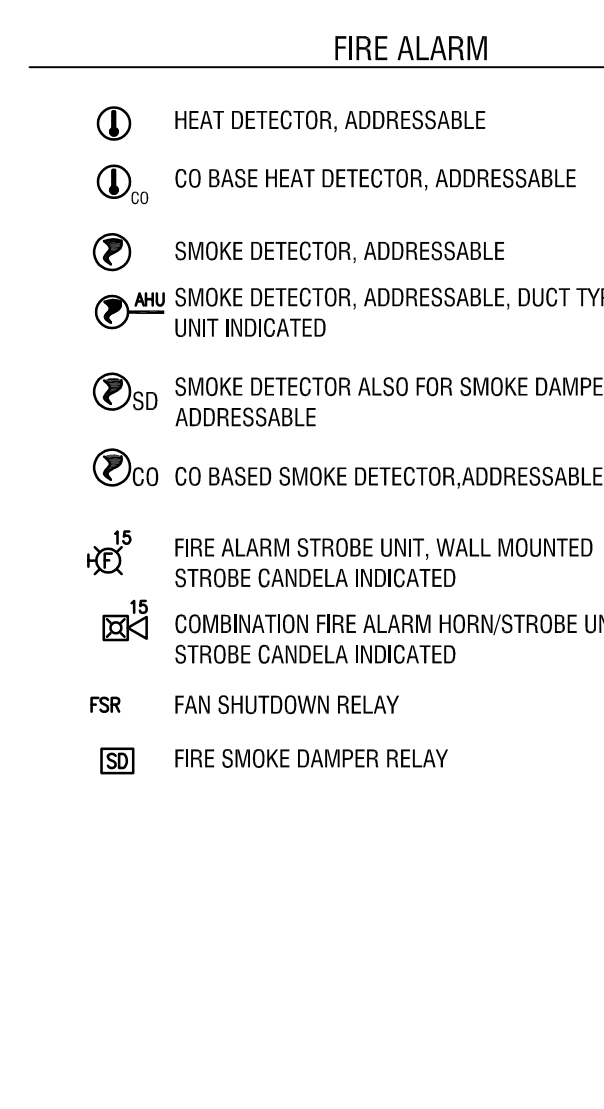 FIRE ALARM
HEAT DETECTOR, ADDRESSABLE
CO CO BASE HEAT DETECTOR, ADDRESSABLE
SMOKE DETECTOR, ADDRESSABLE
AHU SMOKE DETECTOR, ADDRESSABLE, DUCT
UNIT INDICATED
SD SMOKE DETECTOR ALSO FOR SMOKE
ADDRESSABLE
CO CO BASED SMOKE DETECTOR,ADDRESSABLE
15
F FIRE ALARM STROBE UNIT, WALL MOUNTED
STROBE CANDELA INDICATED
15
COMBINATION FIRE ALARM HORN/STROBE
STROBE CANDELA INDICATED
FSR FAN SHUTDOWN RELAY
SD FIRE SMOKE DAMPER RELAY